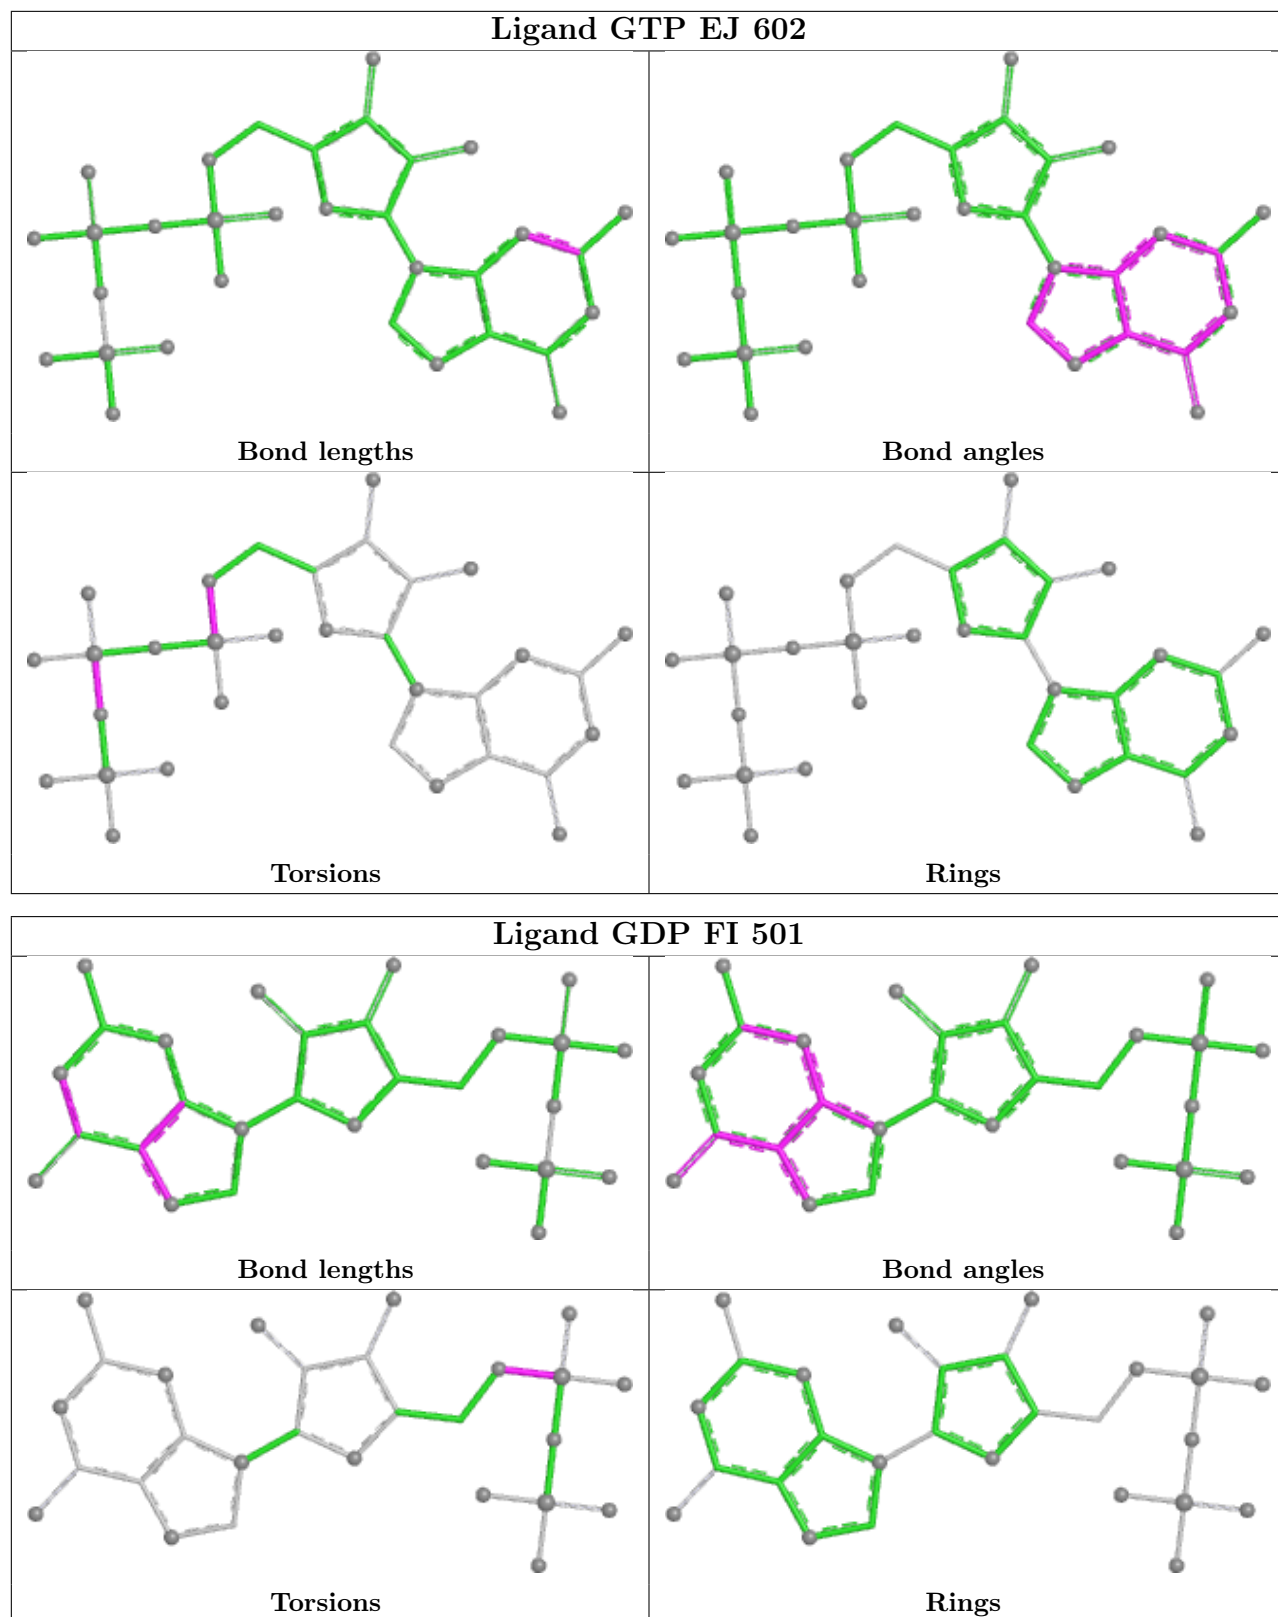 Ligand GTP EJ 602
Bond lengths
Bond angles
Torsions
Rings
Ligand GDP FI 501
Bond lengths
Bond angles
Torsions
Rings